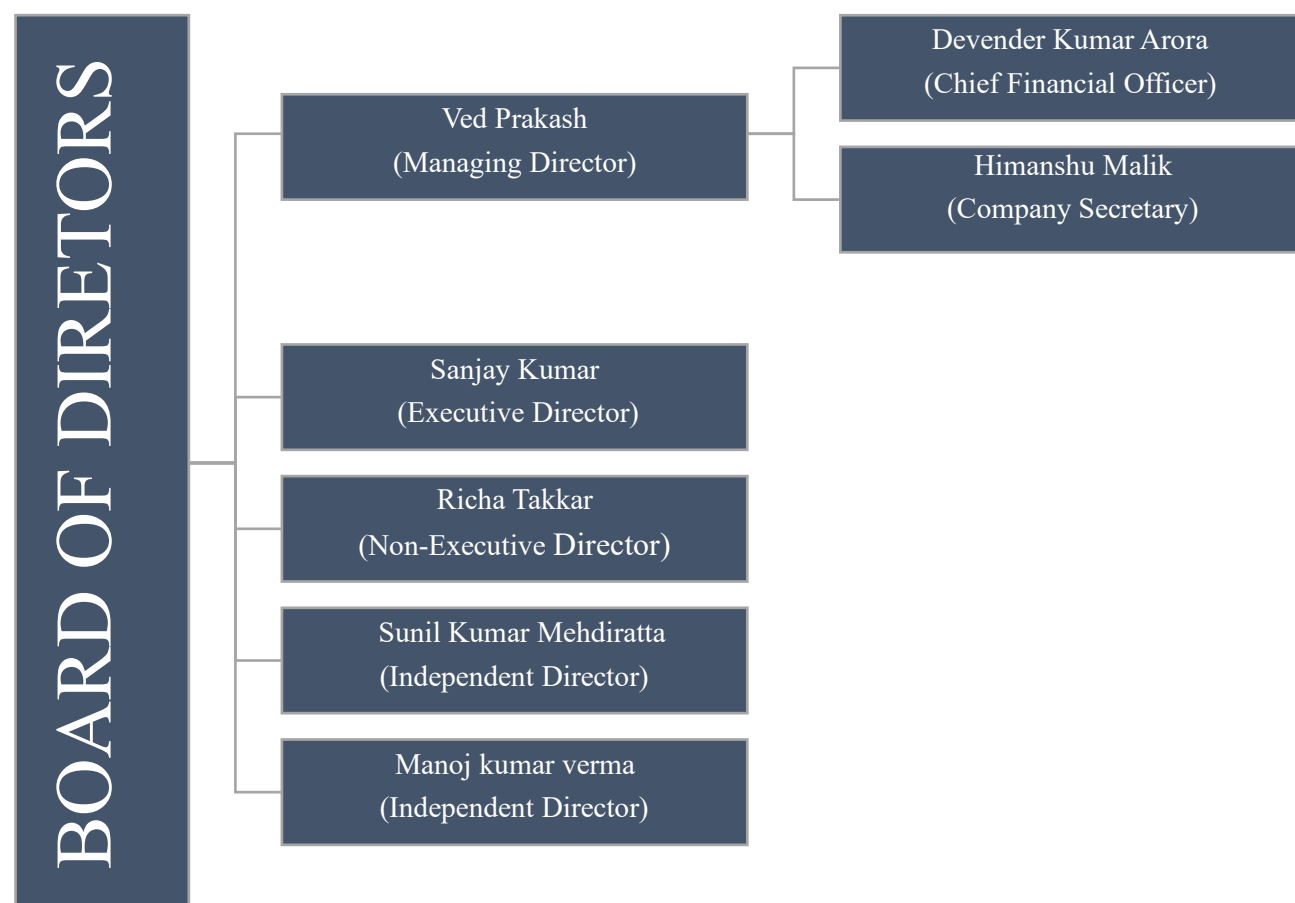 BOARD OF DIRETORS
Ved Prakash
(Managing Director)
Devender Kumar Arora
(Chief Financial Officer)
Himanshu Malik
(Company Secretary)
Sanjay Kumar
(Executive Director)
Richa Takkar
(Non-Executive Director)
Sunil Kumar Mehdiratta
(Independent Director)
Manoj kumar verma
(Independent Director)